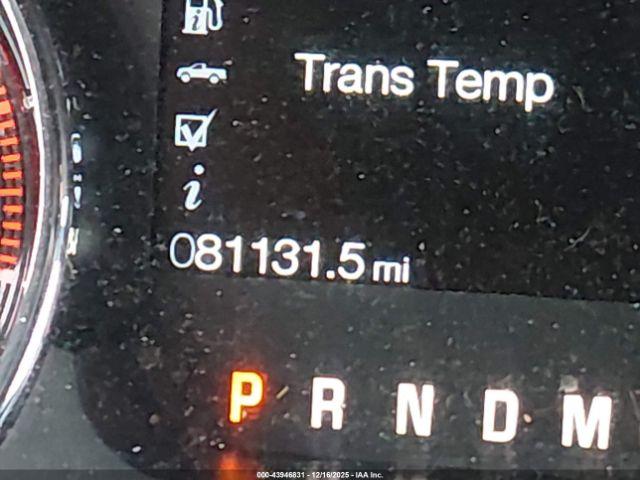 Trans Temp
i
081131.5 mi
P R N D M
000-43946831 - 12/16/2025 - IAA Inc.